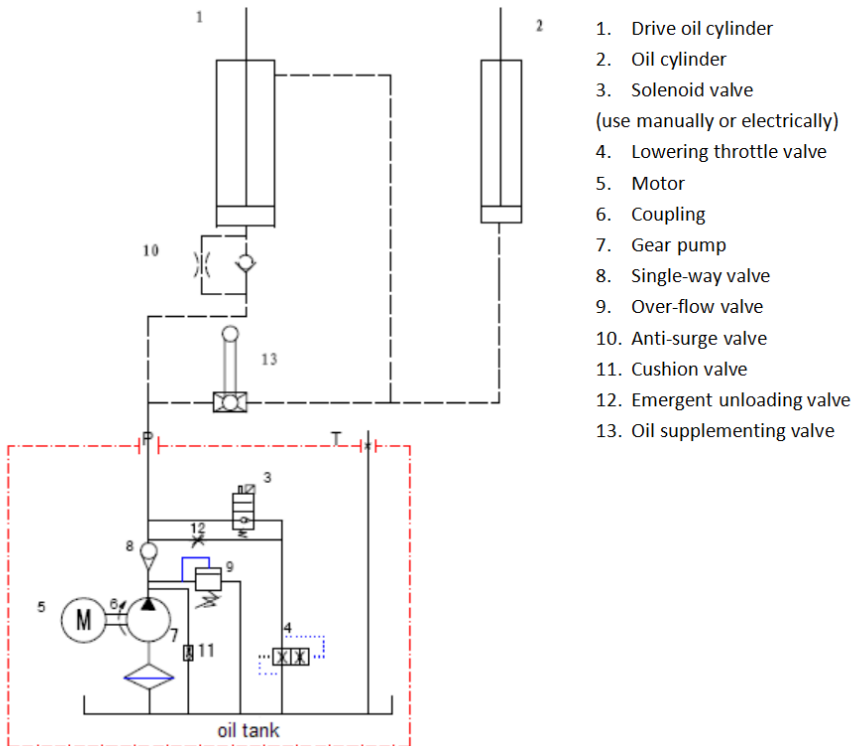 1
2
1. Drive oil cylinder
2. Oil cylinder
3. Solenoid valve
(use manually or electrically)
4. Lowering throttle valve
5. Motor
6. Coupling
7. Gear pump
8. Single-way valve
9. Over-flow valve
10. Anti-surge valve
11. Cushion valve
12. Emergent unloading valve
13. Oil supplementing valve
10
13
P
T
3
12
8
9
5
6
M
7
4
11
oil tank